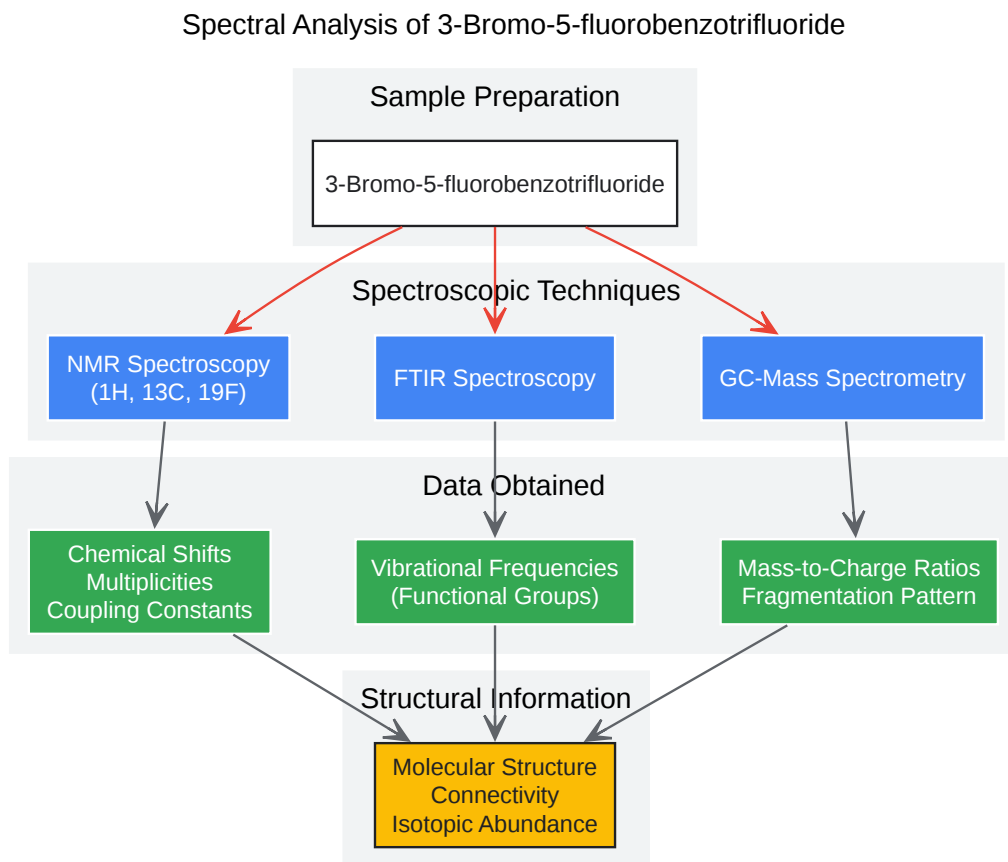 Spectral Analysis of 3-Bromo-5-fluorobenzotrifluoride
Sample Preparation
3-Bromo-5-fluorobenzotrifluoride
Spectroscopic Techniques
NMR Spectroscopy
(1H, 13C, 19F)
FTIR Spectroscopy
GC-Mass Spectrometry
Data Obtained
Chemical Shifts
Multiplicities
Coupling Constants
Vibrational Frequencies
(Functional Groups)
Mass-to-Charge Ratios
Fragmentation Pattern
Structural Information
Molecular Structure
Connectivity
Isotopic Abundance